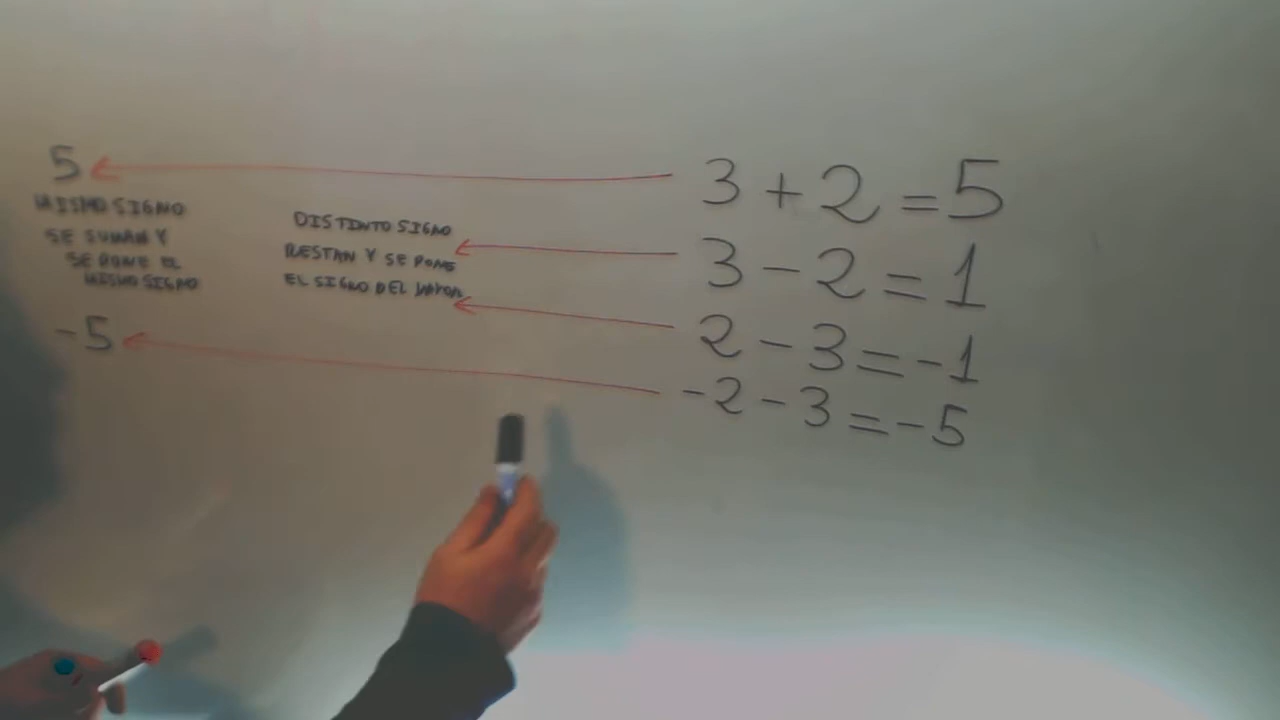 5
MISMO SIGNO
SE SUMAN Y
SE PONE EL
MISMO SIGNO
-5
DISTINTO SIGNO
RESTAN Y SE PONE
EL SIGNO DEL MAYOR
3 + 2 = 5
3 - 2 = 1
2 - 3 = -1
-2 - 3 = -5